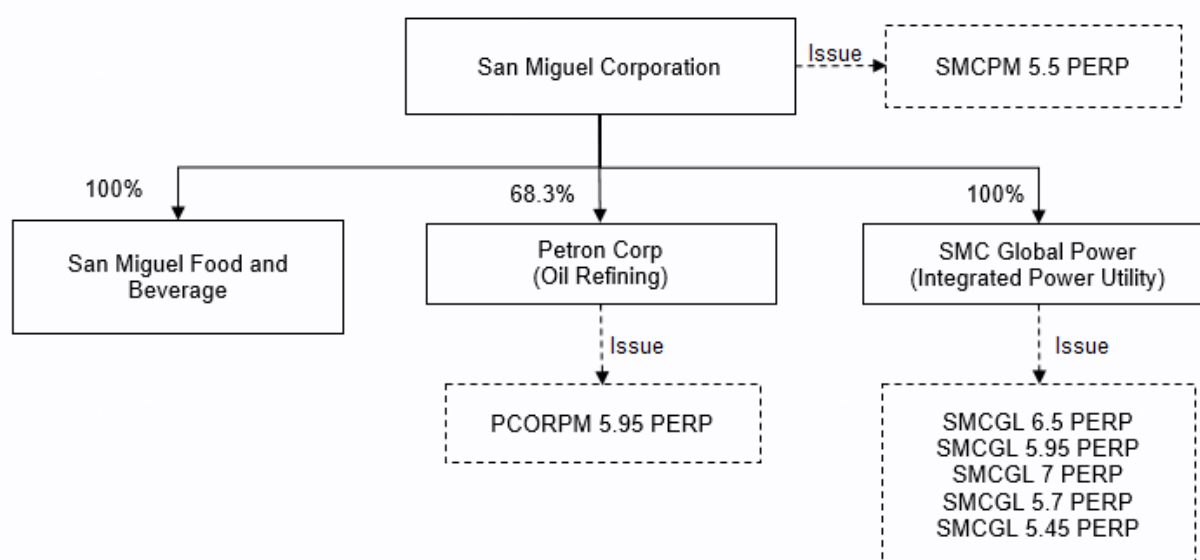 San Miguel Corporation
Issue
SMCPM 5.5 PERP
100%
68.3%
100%
San Miguel Food and
Beverage
Petron Corp
(Oil Refining)
SMC Global Power
(Integrated Power Utility)
Issue
Issue
PCORPM 5.95 PERP
SMCGL 6.5 PERP
SMCGL 5.95 PERP
SMCGL 7 PERP
SMCGL 5.7 PERP
SMCGL 5.45 PERP